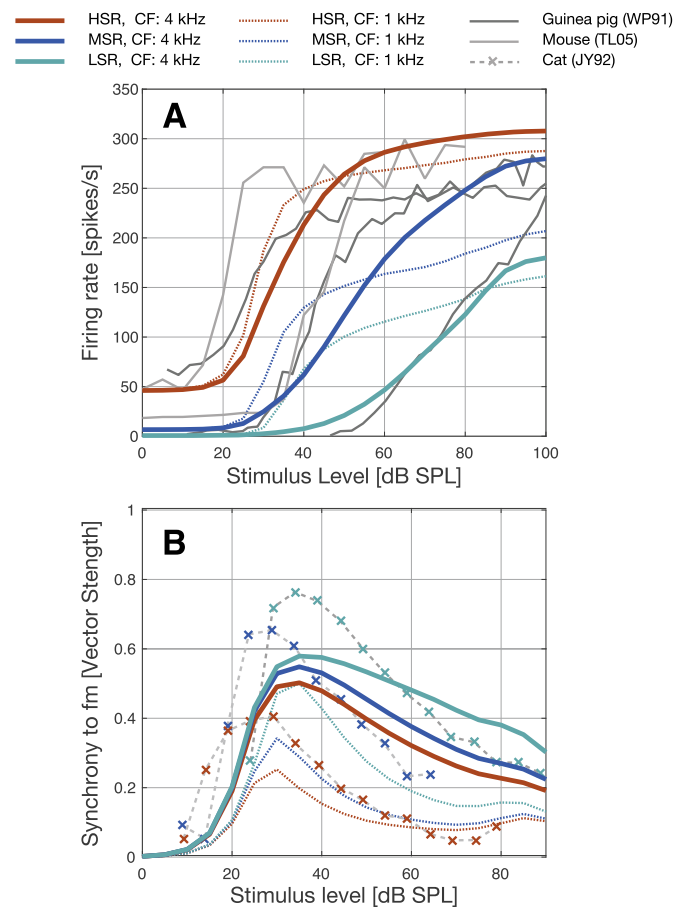 HSR, CF: 4 kHz HSR, CF: 1 kHz Guinea pig (WP91)
MSR, CF: 4 kHz MSR, CF: 1 kHz Mouse (TL05)
LSR, CF: 4 kHz LSR, CF: 1 kHz Cat (JY92)
350
A
300
250
200
150
100
50
0
Firing rate [spikes/s]
0 20 40 60 80 100
Stimulus Level [dB SPL]
1
B
0.8
0.6
0.4
0.2
0
Synchrony to fm [Vector Stength]
0 20 40 60 80
Stimulus level [dB SPL]